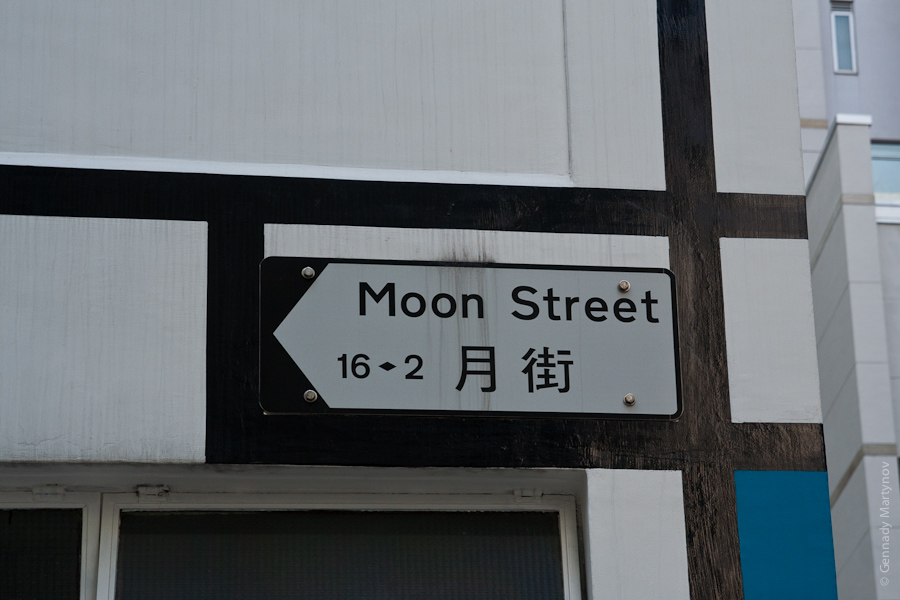 Moon Street
16 ◆ 2 月街
© Gennady Martynov